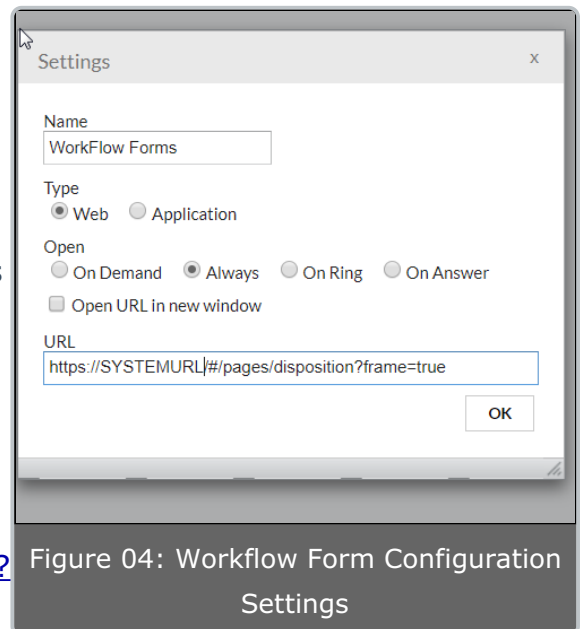 Settings
x
Name
WorkFlow Forms
Type
Web Application
Open
On Demand Always On Ring On Answer
Open URL in new window
URL
https://SYSTEMURL/#/pages/disposition?frame=true
OK
s
?
Figure 04: Workflow Form Configuration
Settings